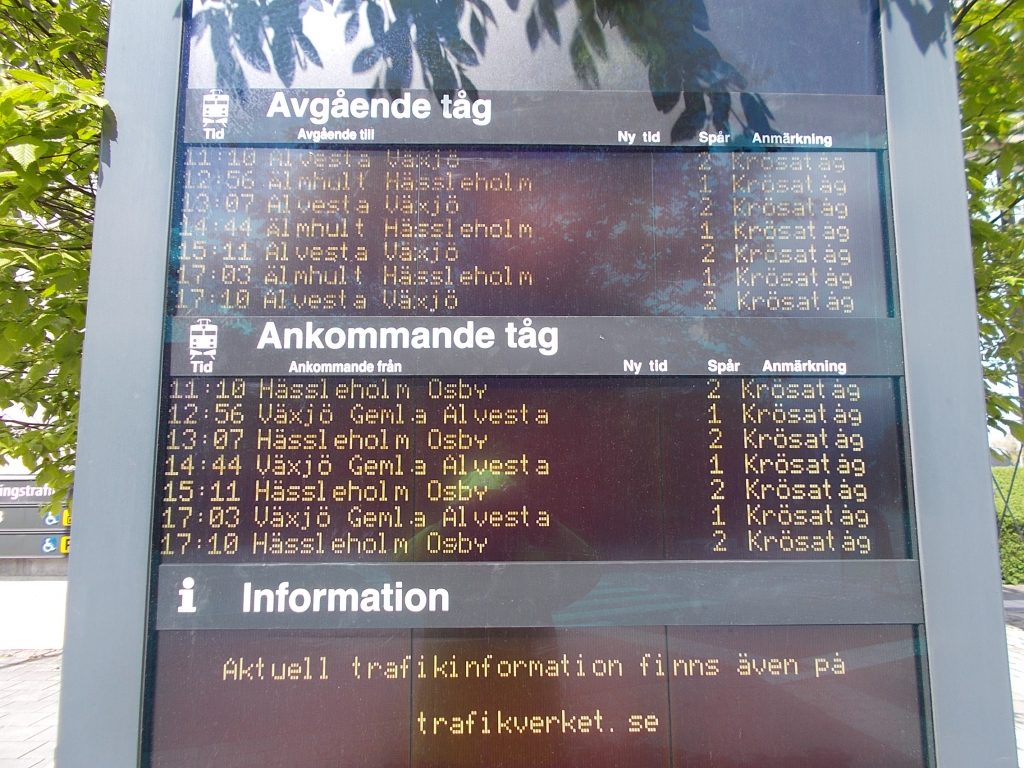 Avgående tåg
Tid Avgående till Ny tid Spår Anmärkning
11:10 Alvesta Växjö 2 Krösatåg
12:56 Älmhult Hässleholm 1 Krösatåg
13:07 Alvesta Växjö 2 Krösatåg
14:44 Älmhult Hässleholm 1 Krösatåg
15:11 Alvesta Växjö 2 Krösatåg
17:03 Älmhult Hässleholm 1 Krösatåg
17:10 Alvesta Växjö 2 Krösatåg
Ankommande tåg
Tid Ankommande från Ny tid Spår Anmärkning
11:10 Hässleholm Osby 2 Krösatåg
12:56 Växjö Gemla Alvesta 1 Krösatåg
13:07 Hässleholm Osby 2 Krösatåg
14:44 Växjö Gemla Alvesta 1 Krösatåg
15:11 Hässleholm Osby 2 Krösatåg
17:03 Växjö Gemla Alvesta 1 Krösatåg
17:10 Hässleholm Osby 2 Krösatåg
i Information
Aktuell trafikinformation finns även på
trafikverket.se